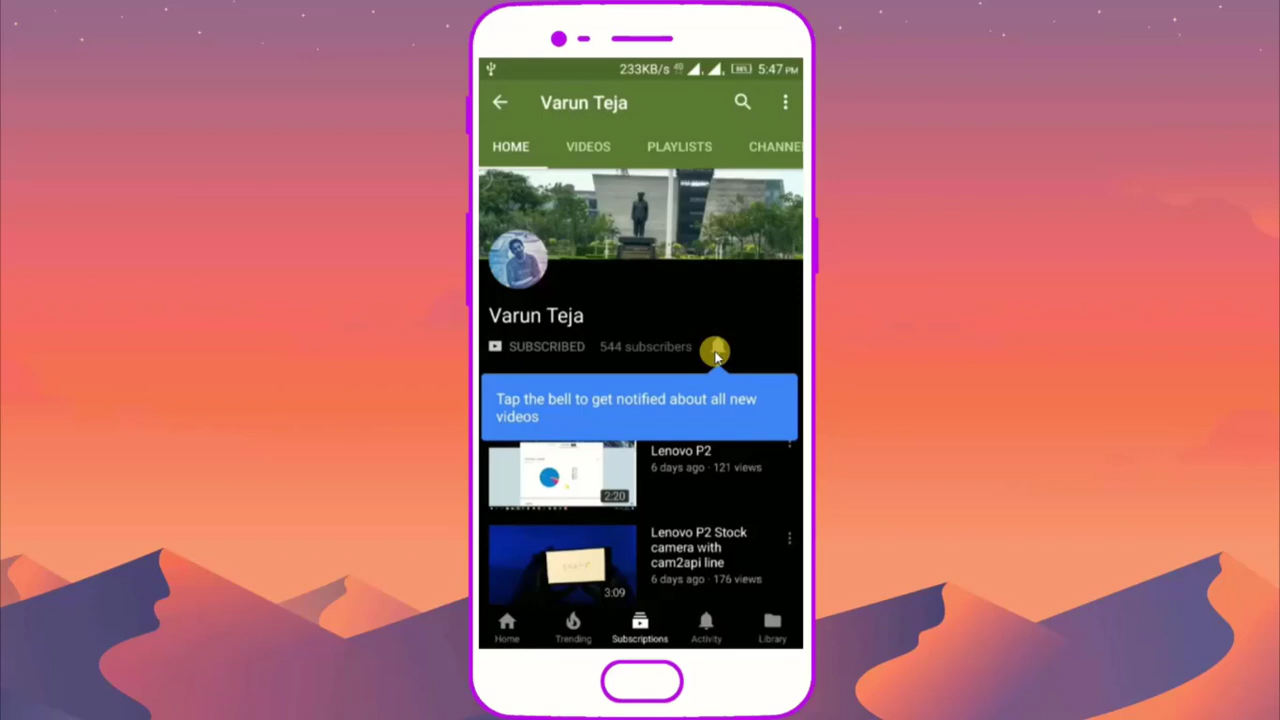 233KB/s 4G 88% 5:47 PM
Varun Teja
HOME VIDEOS PLAYLISTS CHANNE
Varun Teja
SUBSCRIBED 544 subscribers
Tap the bell to get notified about all new
videos
Lenovo P2
6 days ago · 121 views
2:20
Lenovo P2 Stock
camera with
cam2api line
6 days ago · 176 views
3:09
Home Trending Subscriptions Activity Library